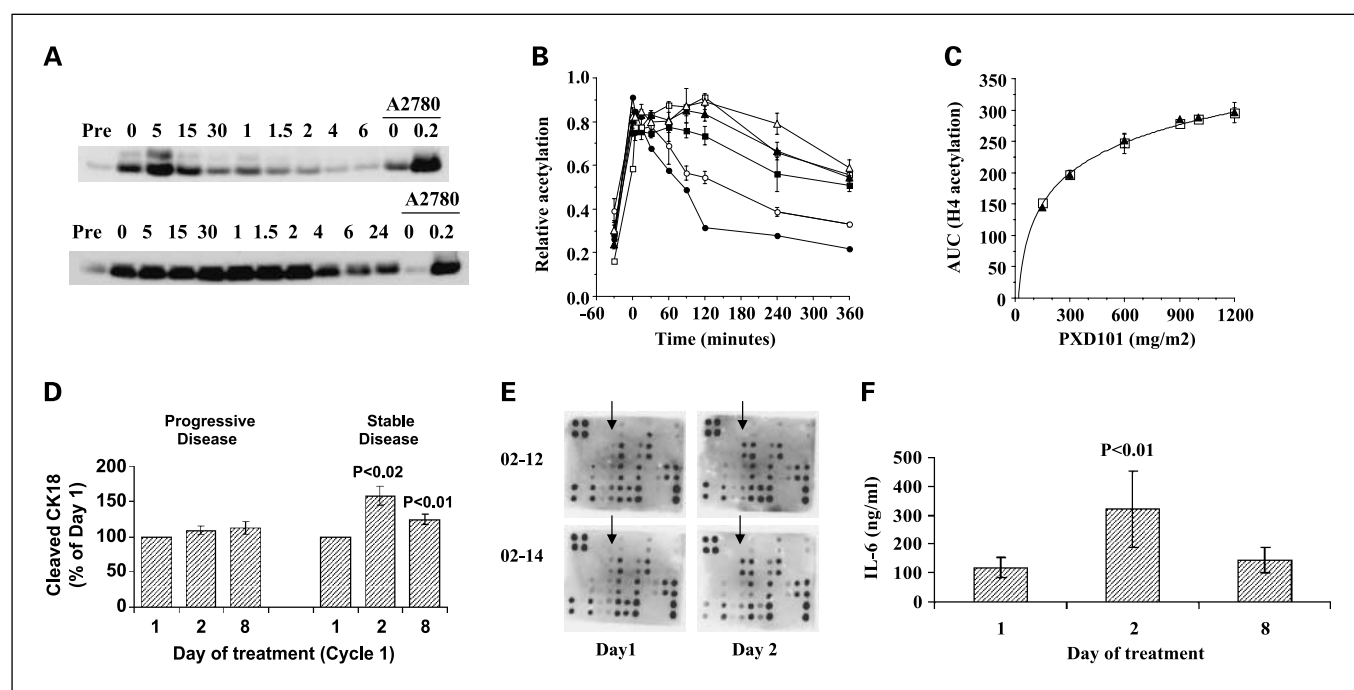 A
A2780
Pre 0 5 15 30 1 1.5 2 4 6 0 0.2
A2780
Pre 0 5 15 30 1 1.5 2 4 6 24 0 0.2
B
1.0
0.8
0.6
0.4
0.2
0.0
Relative acetylation
-60 0 60 120 180 240 300 360
Time (minutes)
C
350
300
250
200
150
100
50
0
AUC (H4 acetylation)
0 300 600 900 1200
PXD101 (mg/m2)
D
Progressive Disease
Stable Disease
200
150
100
50
0
Cleaved CK18
(% of Day 1)
P<0.02
P<0.01
1 2 8 1 2 8
Day of treatment (Cycle 1)
E
02-12
02-14
Day1 Day 2
F
P<0.01
500
400
300
200
100
0
IL-6 (ng/ml)
1 2 8
Day of treatment